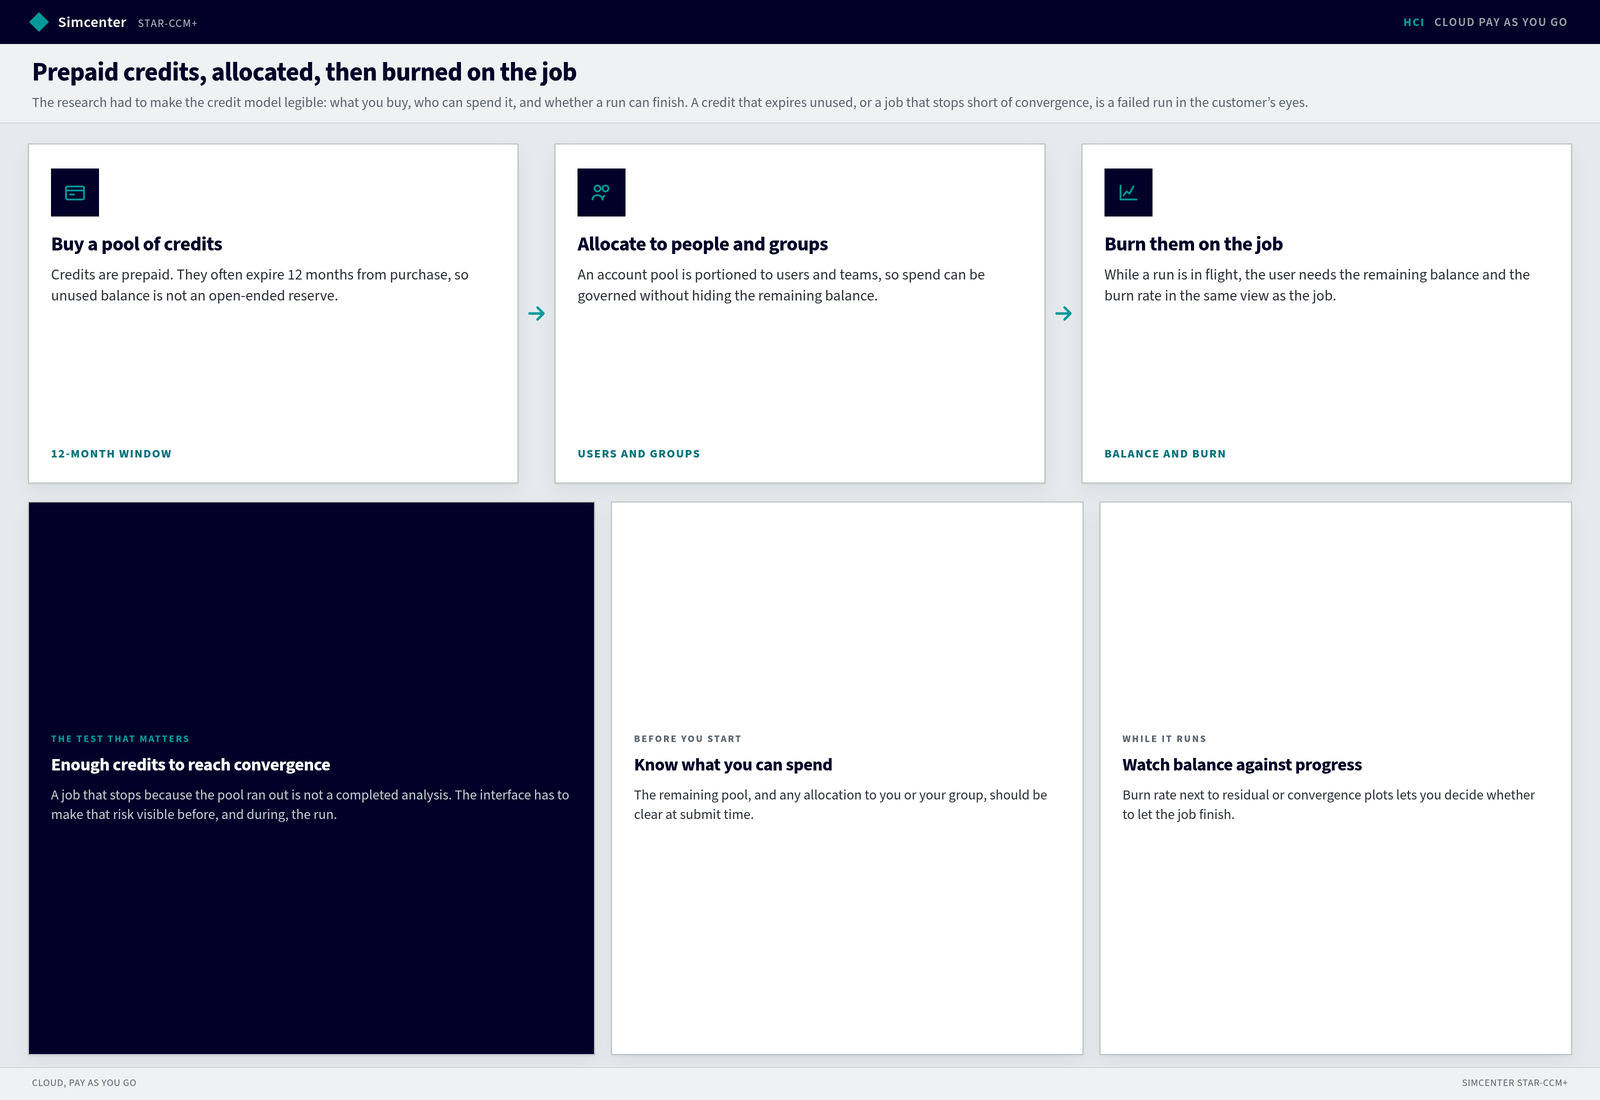 Simcenter STAR-CCM+
HCI CLOUD PAY AS YOU GO
Prepaid credits, allocated, then burned on the job
The research had to make the credit model legible: what you buy, who can spend it, and whether a run can finish. A credit that expires unused, or a job that stops short of convergence, is a failed run in the customer’s eyes.
Buy a pool of credits
Credits are prepaid. They often expire 12 months from purchase, so
unused balance is not an open-ended reserve.
12-MONTH WINDOW
Allocate to people and groups
An account pool is portioned to users and teams, so spend can be
governed without hiding the remaining balance.
USERS AND GROUPS
Burn them on the job
While a run is in flight, the user needs the remaining balance and the
burn rate in the same view as the job.
BALANCE AND BURN
THE TEST THAT MATTERS
Enough credits to reach convergence
A job that stops because the pool ran out is not a completed analysis. The interface has to
make that risk visible before, and during, the run.
BEFORE YOU START
Know what you can spend
The remaining pool, and any allocation to you or your group, should be
clear at submit time.
WHILE IT RUNS
Watch balance against progress
Burn rate next to residual or convergence plots lets you decide whether
to let the job finish.
CLOUD, PAY AS YOU GO
SIMCENTER STAR-CCM+